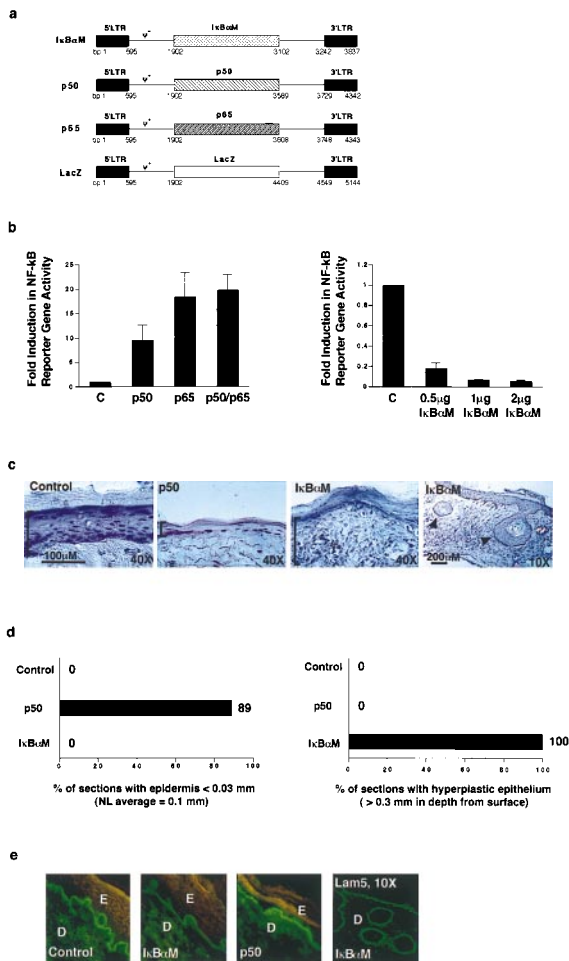 a
5'LTR ψ⁺ IκBαM 3'LTR
IκBαM
bp 1 595 1902 3102 3242 3837
5'LTR ψ⁺ p50 3'LTR
p50
bp 1 595 1902 3589 3729 4342
5'LTR ψ⁺ p65 3'LTR
p65
bp 1 595 1902 3608 3748 4343
5'LTR ψ⁺ LacZ 3'LTR
LacZ
bp 1 595 1902 4409 4549 5144
b
Fold Induction in NF-kB
Reporter Gene Activity
25
20
15
10
5
0
C p50 p65 p50/p65
Fold Induction in NF-kB
Reporter Gene Activity
1.2
1
0.8
0.6
0.4
0.2
0
C 0.5µg 1µg 2µg
IκBαM IκBαM IκBαM
c
Control p50 IκBαM IκBαM
100µM 40X 40X 40X 200µM 10X
d
Control 0
p50 89
IκBαM 0
0 20 40 60 80 100
% of sections with epidermis < 0.03 mm
(NL average = 0.1 mm)
Control 0
p50 0
IκBαM 100
0 20 40 60 80 100
% of sections with hyperplastic epithelium
( > 0.3 mm in depth from surface)
e
E D Control
E D IκBαM
E D p50
Lam5, 10X
D
IκBαM